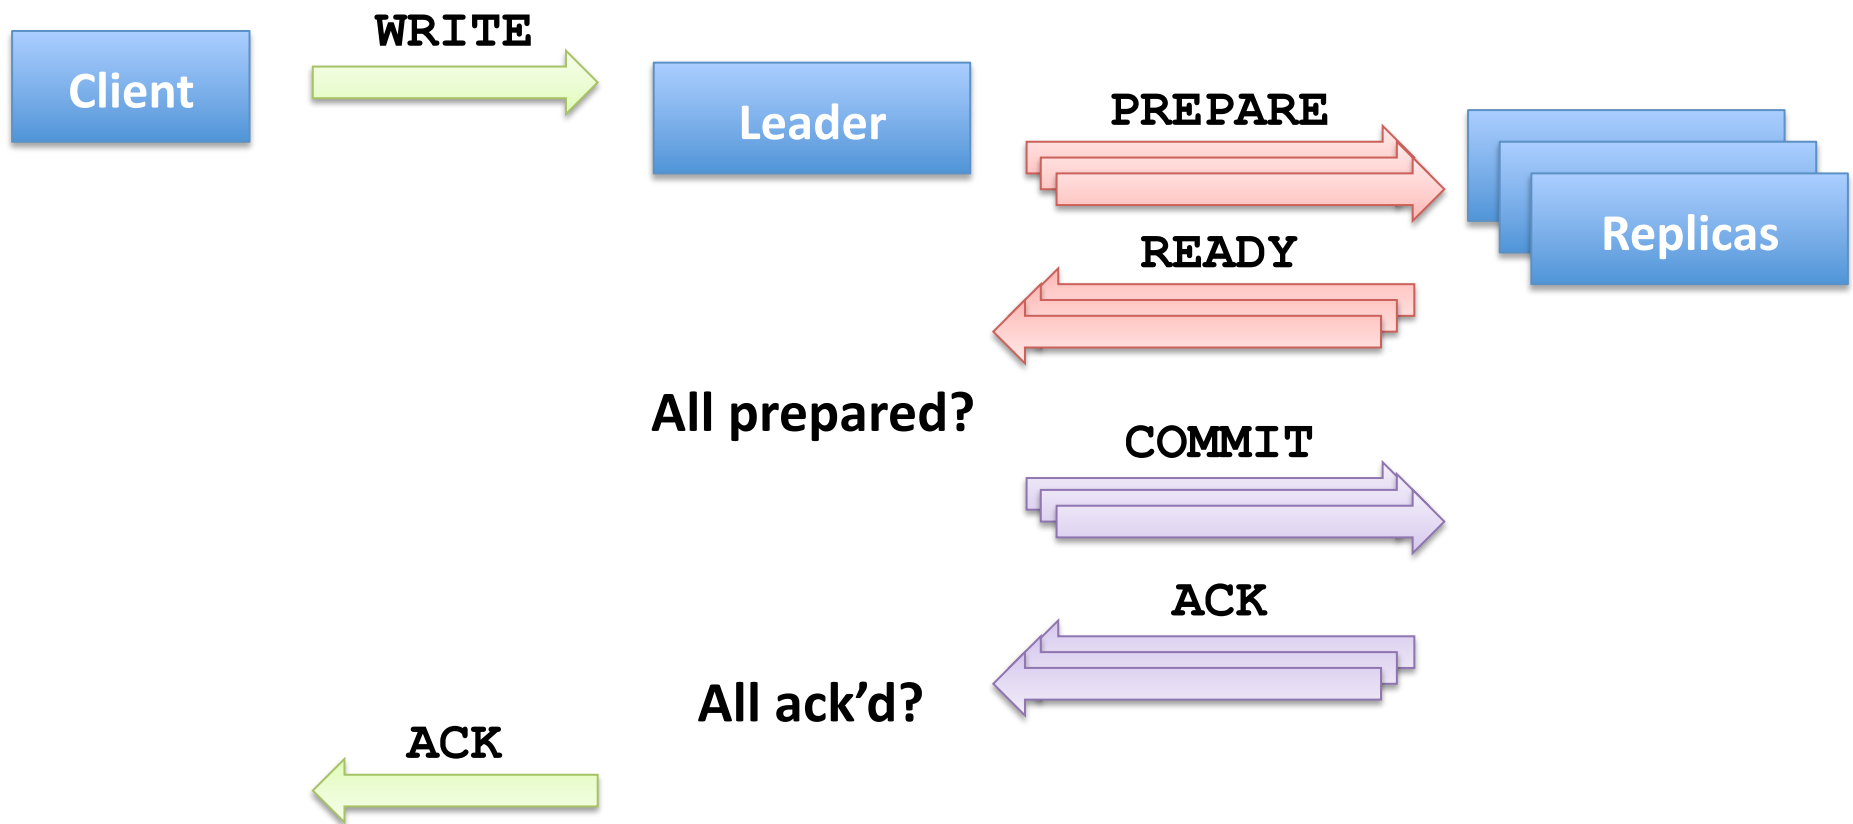 WRITE
Client
Leader
PREPARE
Replicas
READY
All prepared?
COMMIT
ACK
All ack’d?
ACK